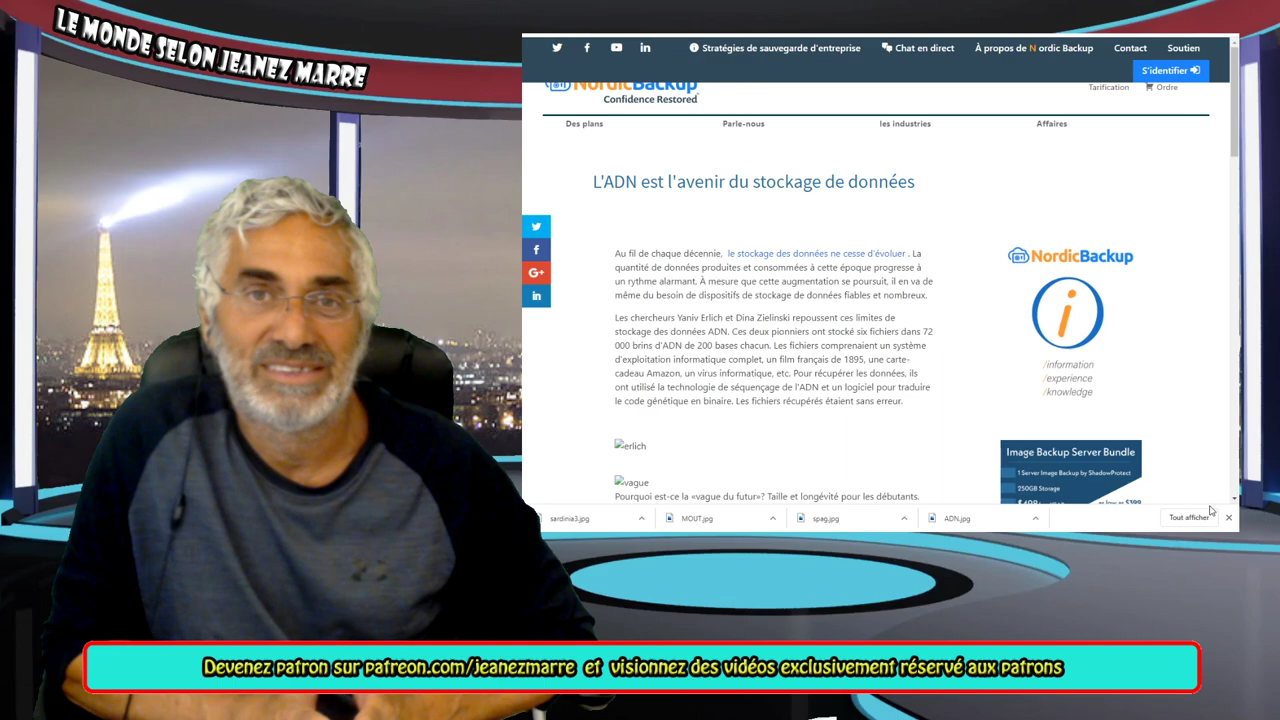 LE MONDE SELON JEANEZ MARRE
Stratégies de sauvegarde d'entreprise
Chat en direct
À propos de N ordic Backup
Contact
Soutien
S'identifier
NordicBackup
Confidence Restored
Tarification
Ordre
Des plans
Parle-nous
les industries
Affaires
L'ADN est l'avenir du stockage de données
Au fil de chaque décennie, le stockage des données ne cesse d'évoluer . La
quantité de données produites et consommées à cette époque progresse à
un rythme alarmant. À mesure que cette augmentation se poursuit, il en va de
même du besoin de dispositifs de stockage de données fiables et nombreux.
Les chercheurs Yaniv Erlich et Dina Zielinski repoussent ces limites de
stockage des données ADN. Ces deux pionniers ont stocké six fichiers dans 72
000 brins d'ADN de 200 bases chacun. Les fichiers comprenaient un système
d'exploitation informatique complet, un film français de 1895, une carte-
cadeau Amazon, un virus informatique, etc. Pour récupérer les données, ils
ont utilisé la technologie de séquençage de l'ADN et un logiciel pour traduire
le code génétique en binaire. Les fichiers récupérés étaient sans erreur.
erlich
vague
Pourquoi est-ce la «vague du futur»? Taille et longévité pour les débutants.
NordicBackup
i
/information
/experience
/knowledge
Image Backup Server Bundle
1 Server Image Backup by ShadowProtect
250GB Storage
as low as $399
sardinia3.jpg
MOUT.jpg
spag.jpg
ADN.jpg
Tout afficher
Devenez patron sur patreon.com/jeanezmarre et visionnez des vidéos exclusivement réservé aux patrons